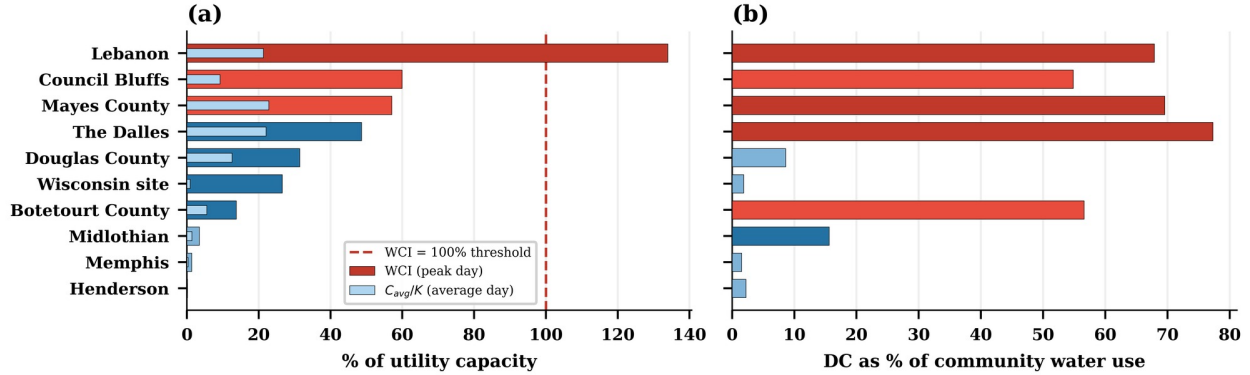 (a)
Lebanon
Council Bluffs
Mayes County
The Dalles
Douglas County
Wisconsin site
Botetourt County
Midlothian
Memphis
Henderson
WCI = 100% threshold
WCI (peak day)
C_avg/K (average day)
0 20 40 60 80 100 120 140
% of utility capacity
(b)
0 10 20 30 40 50 60 70 80
DC as % of community water use